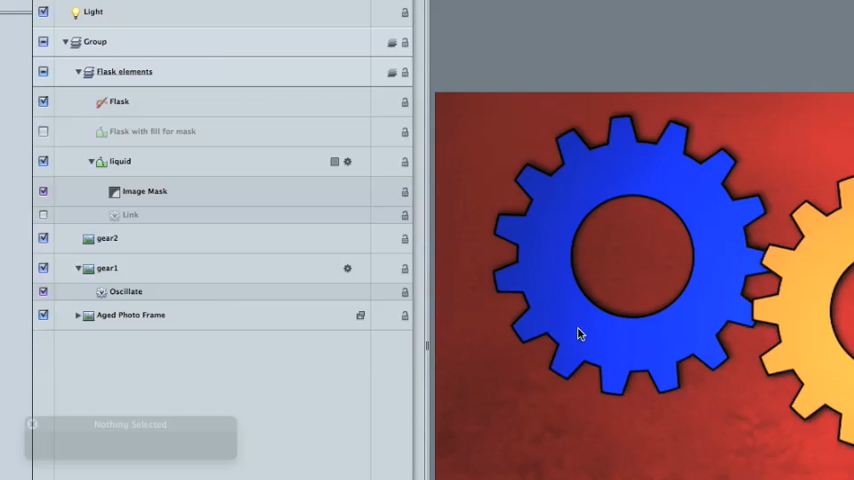 Light
Group
Flask elements
Flask
Flask with fill for mask
liquid
Image Mask
Link
gear2
gear1
Oscillate
Aged Photo Frame
Nothing Selected